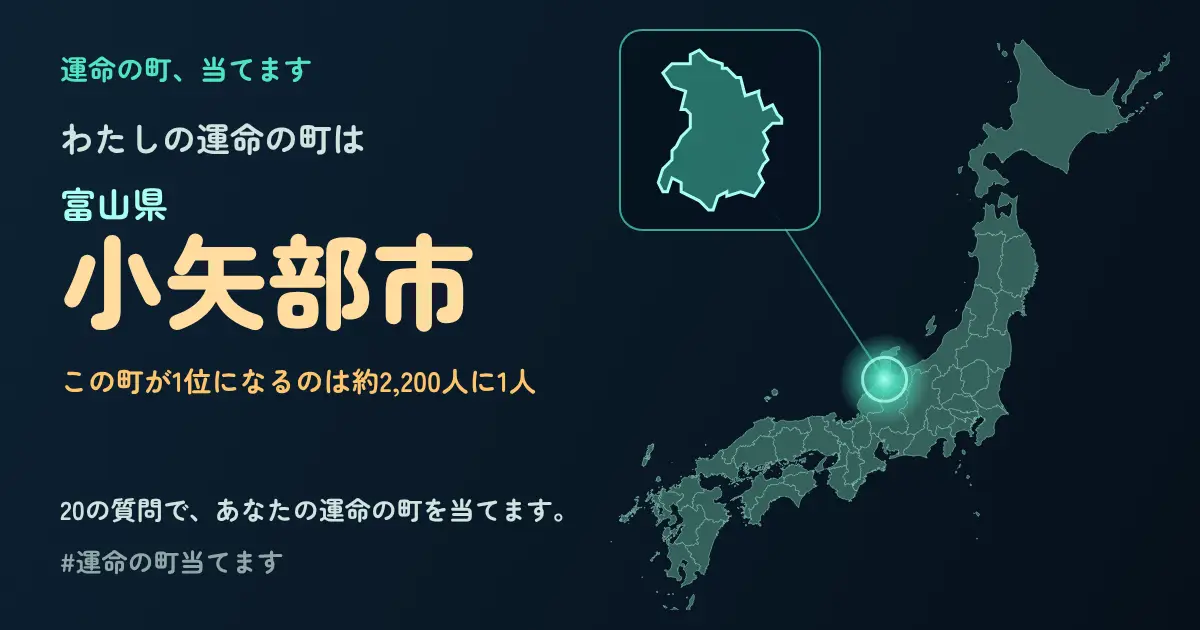 運命の町、当てます
わたしの運命の町は
富山県
小矢部市
この町が1位になるのは約2,200人に1人
20の質問で、あなたの運命の町を当てます。
#運命の町当てます